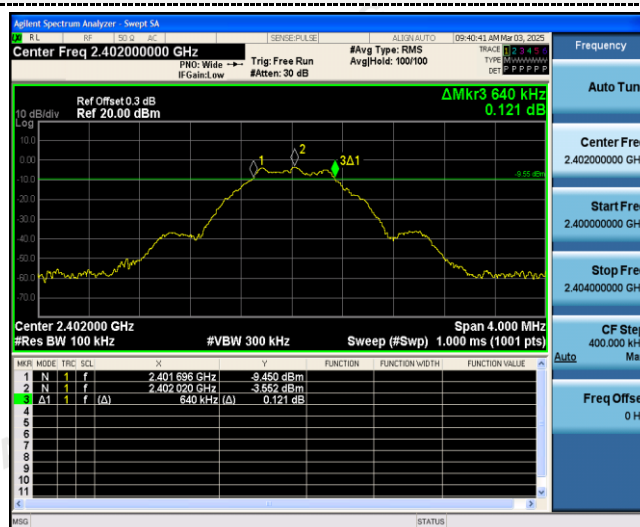 Agilent Spectrum Analyzer - Swept SA
RL RF 50 Ω AC SENSE:PULSE ALIGN AUTO 09:40:41 AM Mar 03, 2025
Center Freq 2.402000000 GHz #Avg Type: RMS TRACE 1 2 3 4 5 6
PNO: Wide Trig: Free Run Avg|Hold: 100/100 TYPE M WWWWW
IFGain:Low #Atten: 30 dB DET P P P P P P
ΔMkr3 640 kHz
0.121 dB
Ref Offset 0.3 dB
10 dB/div Ref 20.00 dBm
Log
10.0
0.00
-10.0
-20.0
-30.0
-40.0
-50.0
-60.0
-70.0
1 2 3Δ1
-9.55 dBm
Center 2.402000 GHz Span 4.000 MHz
#Res BW 100 kHz #VBW 300 kHz Sweep (#Swp) 1.000 ms (1001 pts)
MKR MODE TRC SCL X Y FUNCTION FUNCTION WIDTH FUNCTION VALUE
1 N 1 f 2.401 696 GHz -9.450 dBm
2 N 1 f 2.402 020 GHz -3.552 dBm
3 Δ1 1 f (Δ) 640 kHz (Δ) 0.121 dB
4
5
6
7
8
9
10
11
MSG STATUS
Frequency
Auto Tun
Center Fre
2.402000000 GH
Start Fre
2.400000000 GH
Stop Fre
2.404000000 GH
CF Ste
400.000 kH
Auto Ma
Freq Offse
0 H